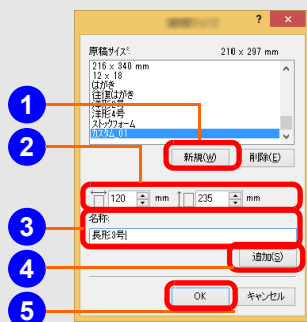 ? ×
原稿サイズ: 210 x 297 mm
216 x 340 mm
12 x 18
はがき
往復はがき
洋形4号
ストックフォーム
カスタム_01
1
新規(W) 削除(E)
2
120 mm 235 mm
3
名称:
長形3号
4
追加(S)
OK キャンセル
5